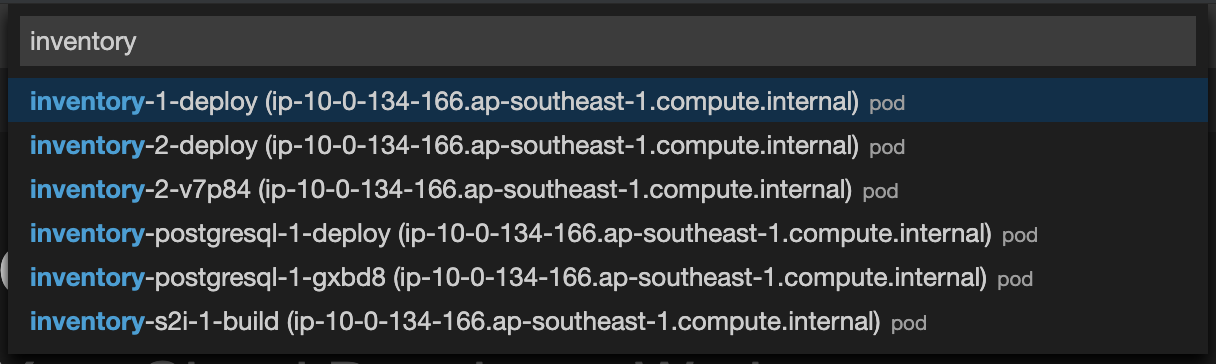 inventory
inventory-1-deploy (ip-10-0-134-166.ap-southeast-1.compute.internal) pod
inventory-2-deploy (ip-10-0-134-166.ap-southeast-1.compute.internal) pod
inventory-2-v7p84 (ip-10-0-134-166.ap-southeast-1.compute.internal) pod
inventory-postgresql-1-deploy (ip-10-0-134-166.ap-southeast-1.compute.internal) pod
inventory-postgresql-1-gxbd8 (ip-10-0-134-166.ap-southeast-1.compute.internal) pod
inventory-s2i-1-build (ip-10-0-134-166.ap-southeast-1.compute.internal) pod